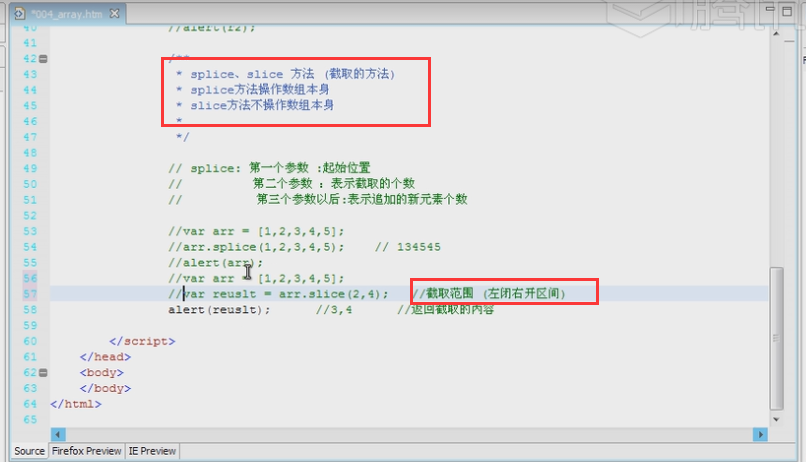 *004_array.htm
40 //alert(r2);
41
42 /**
43 * splice、slice 方法 (截取的方法)
44 * splice方法操作数组本身
45 * slice方法不操作数组本身
46 *
47 */
48
49 // splice: 第一个参数 :起始位置
50 // 第二个参数 : 表示截取的个数
51 // 第三个参数以后:表示追加的新元素个数
52
53 //var arr = [1,2,3,4,5];
54 //arr.splice(1,2,3,4,5); // 134545
55 //alert(arr);
56 //var arr = [1,2,3,4,5];
57 //var reuslt = arr.slice(2,4); //截取范围 (左闭右开区间)
58 alert(reuslt); //3,4 //返回截取的内容
59
60 </script>
61 </head>
62 <body>
63 </body>
64 </html>
65
Source Firefox Preview IE Preview